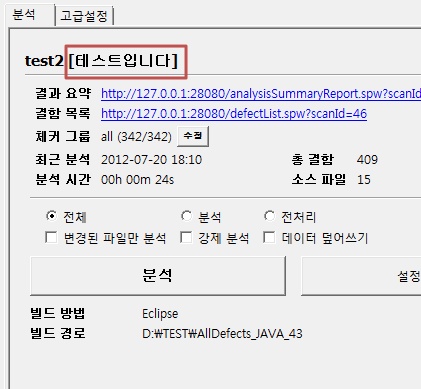 분석 고급설정
test2 [테스트입니다]
결과 요약 http://127.0.0.1:28080/analysisSummaryReport.spw?scanId
결함 목록 http://127.0.0.1:28080/defectList.spw?scanId=46
체커 그룹 all (342/342) 수정
최근 분석 2012-07-20 18:10 총 결함 409
분석 시간 00h 00m 24s 소스 파일 15
전체 분석 전처리
변경된 파일만 분석 강제 분석 데이터 덮어쓰기
분석 설정
빌드 방법 Eclipse
빌드 경로 D:\TEST\AllDefects_JAVA_43